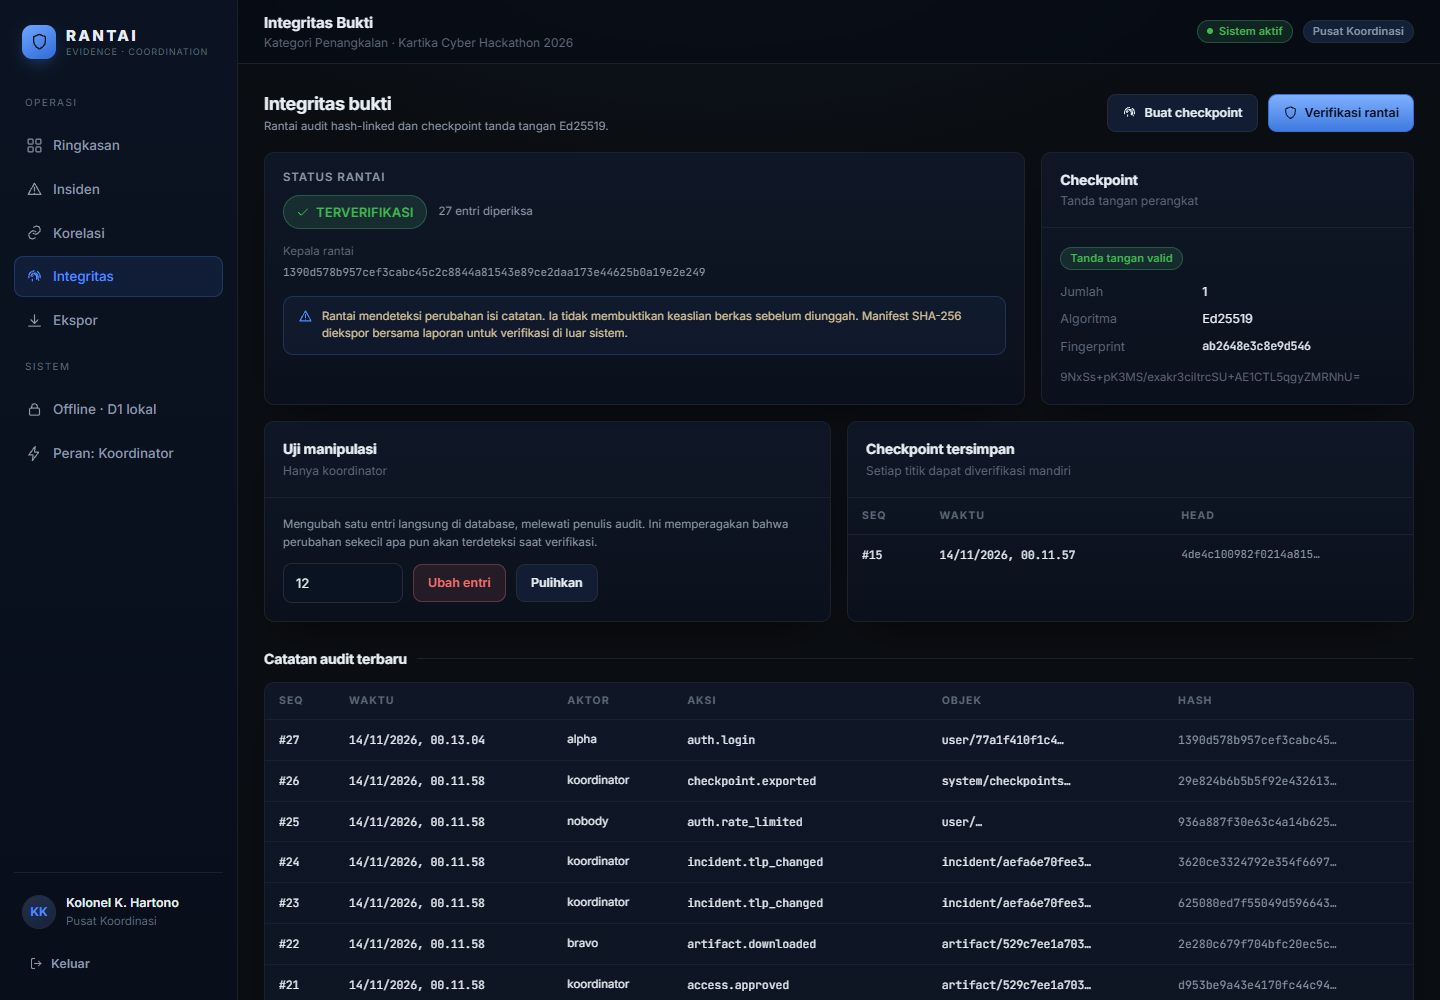 RANTAI
EVIDENCE · COORDINATION
OPERASI
Ringkasan
Insiden
Korelasi
Integritas
Ekspor
SISTEM
Offline · D1 lokal
Peran: Koordinator
KK
Kolonel K. Hartono
Pusat Koordinasi
Keluar
Integritas Bukti
Kategori Penangkalan · Kartika Cyber Hackathon 2026
Sistem aktif
Pusat Koordinasi
Integritas bukti
Rantai audit hash-linked dan checkpoint tanda tangan Ed25519.
Buat checkpoint
Verifikasi rantai
STATUS RANTAI
TERVERIFIKASI
27 entri diperiksa
Kepala rantai
1390d578b957cef3cabc45c2c8844a81543e89ce2daa173e44625b0a19e2e249
Rantai mendeteksi perubahan isi catatan. Ia tidak membuktikan keaslian berkas sebelum diunggah. Manifest SHA-256
diekspor bersama laporan untuk verifikasi di luar sistem.
Checkpoint
Tanda tangan perangkat
Tanda tangan valid
Jumlah 1
Algoritma Ed25519
Fingerprint ab2648e3c8e9d546
9NxSs+pK3MS/exakr3ciltrcSU+AE1CTL5qgyZMRNhU=
Uji manipulasi
Hanya koordinator
Mengubah satu entri langsung di database, melewati penulis audit. Ini memperagakan bahwa
perubahan sekecil apa pun akan terdeteksi saat verifikasi.
12
Ubah entri
Pulihkan
Checkpoint tersimpan
Setiap titik dapat diverifikasi mandiri
SEQ WAKTU HEAD
#15 14/11/2026, 00.11.57 4de4c100982f0214a815…
Catatan audit terbaru
SEQ WAKTU AKTOR AKSI OBJEK HASH
#27 14/11/2026, 00.13.04 alpha auth.login user/77a1f410f1c4… 1390d578b957cef3cabc45…
#26 14/11/2026, 00.11.58 koordinator checkpoint.exported system/checkpoints… 29e824b6b5b5f92e432613…
#25 14/11/2026, 00.11.58 nobody auth.rate_limited user/… 936a887f30e63c4a14b625…
#24 14/11/2026, 00.11.58 koordinator incident.tlp_changed incident/aefa6e70fee3… 3620ce3324792e354f6697…
#23 14/11/2026, 00.11.58 koordinator incident.tlp_changed incident/aefa6e70fee3… 625080ed7f55049d596643…
#22 14/11/2026, 00.11.58 bravo artifact.downloaded artifact/529c7ee1a703… 2e280c679f704bfc20ec5c…
#21 14/11/2026, 00.11.58 koordinator access.approved artifact/529c7ee1a703… d953be9a43e4170fc44c94…